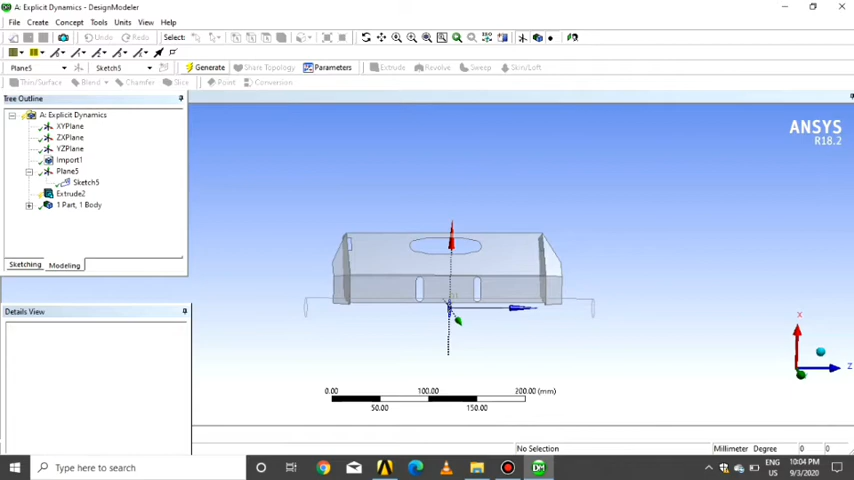 A: Explicit Dynamics - DesignModeler
File Create Concept Tools Units View Help
Undo Redo Select:
Plane5 Sketch5 Generate Share Topology Parameters Extrude Revolve Sweep Skin/Loft
Thin/Surface Blend Chamfer Slice Point Conversion
Tree Outline
A: Explicit Dynamics
XYPlane
ZXPlane
YZPlane
Import1
Plane5
Sketch5
Extrude2
1 Part, 1 Body
Sketching Modeling
Details View
ANSYS
R18.2
X
Z
0.00 100.00 200.00 (mm)
50.00 150.00
No Selection Millimeter Degree 0 0
Type here to search
ENG 10:04 PM
US 9/3/2020